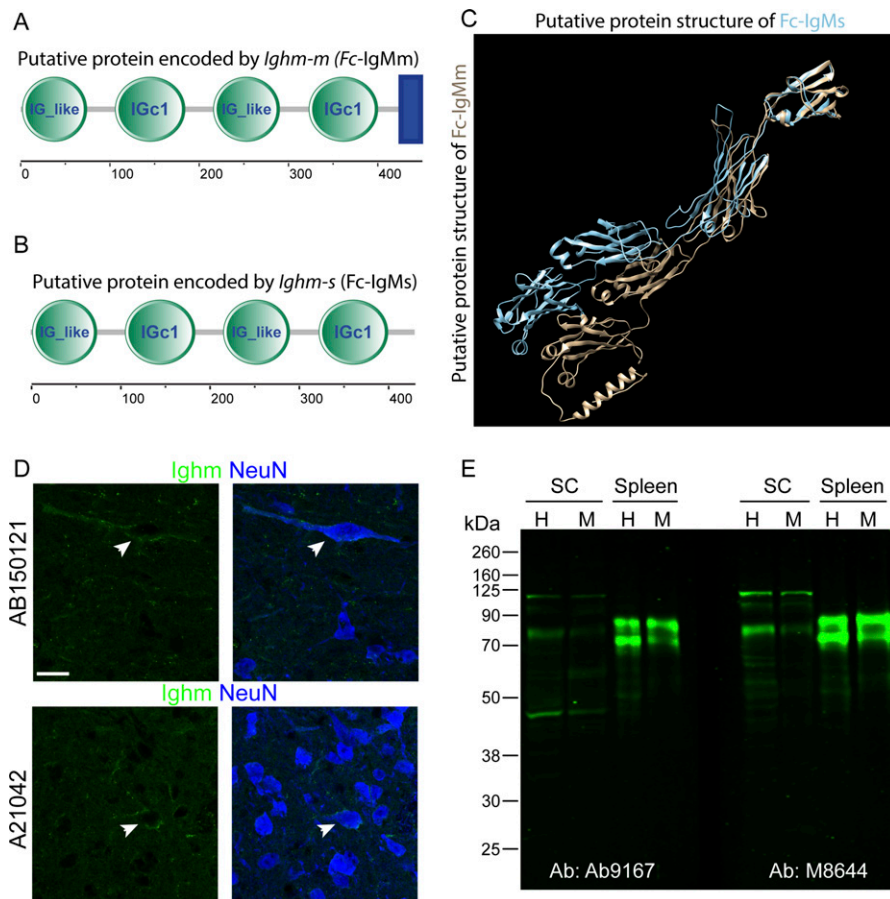 A
Putative protein encoded by Ighm-m (Fc-IgMm)
IG_like IGc1 IG_like IGc1
0 100 200 300 400
B
Putative protein encoded by Ighm-s (Fc-IgMs)
IG_like IGc1 IG_like IGc1
0 100 200 300 400
C
Putative protein structure of Fc-IgMs
Putative protein structure of Fc-IgMm
D
Ighm NeuN
AB150121
Ighm NeuN
A21042
E
SC Spleen SC Spleen
kDa H M H M H M H M
260
160
125
90
70
50
38
30
25
Ab: Ab9167 Ab: M8644